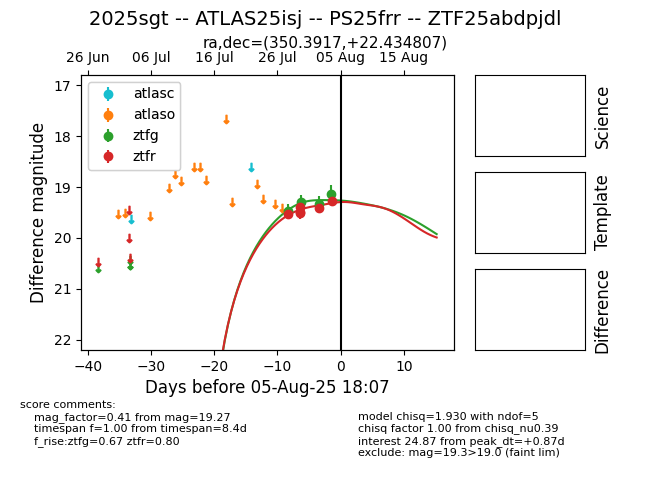 2025sgt -- ATLAS25isj -- PS25frr -- ZTF25abdpjdl
ra,dec=(350.3917,+22.434807)
26 Jun 06 Jul 16 Jul 26 Jul 05 Aug 15 Aug
17
18
19
20
21
22
Difference magnitude
atlasc
atlaso
ztfg
ztfr
−40 −30 −20 −10 0 10
Days before 05-Aug-25 18:07
Science
Template
Difference
score comments:
mag_factor=0.41 from mag=19.27
timespan f=1.00 from timespan=8.4d
f_rise:ztfg=0.67 ztfr=0.80
model chisq=1.930 with ndof=5
chisq factor 1.00 from chisq_nu0.39
interest 24.87 from peak_dt=+0.87d
exclude: mag=19.3>19.0 (faint lim)